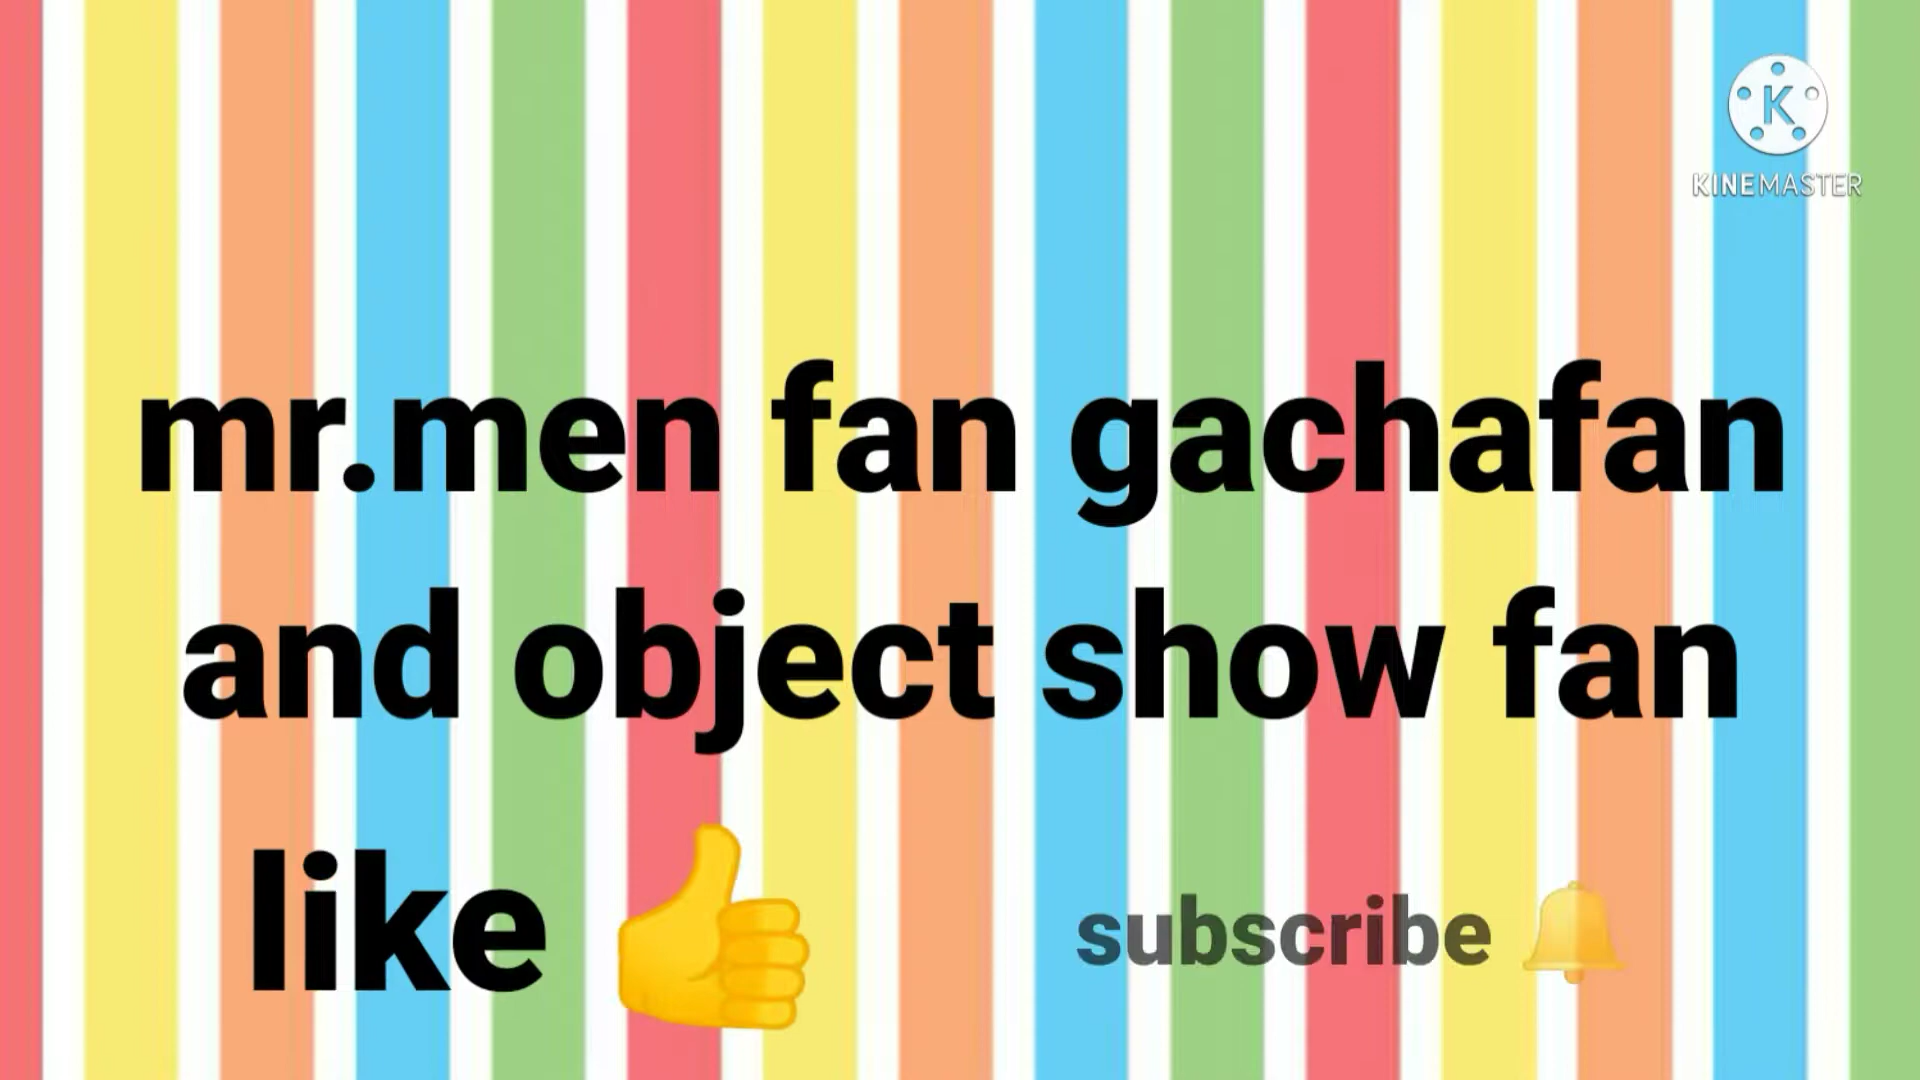 K
KINEMASTER
mr.men fan gachafan
and object show fan
like 👍 subscribe 🔔